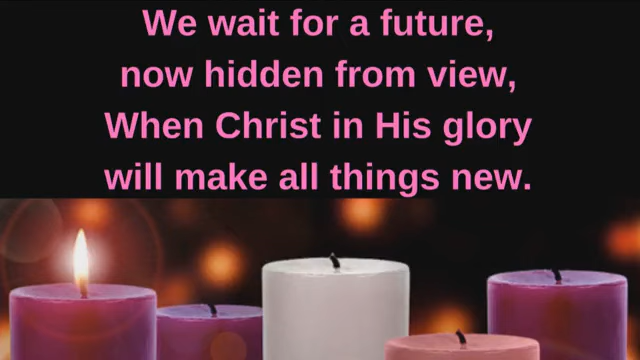 We wait for a future,
now hidden from view,
When Christ in His glory
will make all things new.